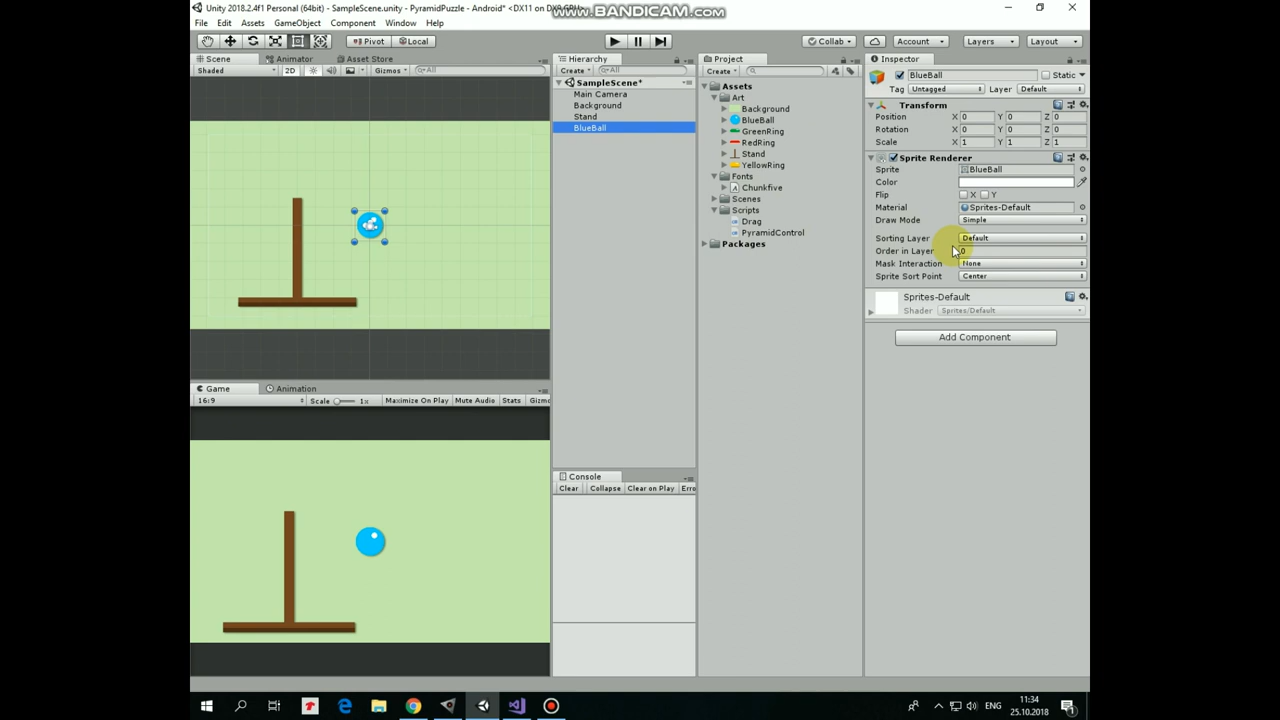 Unity 2018.2.4f1 Personal (64bit) - SampleScene.unity - PyramidPuzzle - Android* <DX11 on DX9 GPU>
www.BANDICAM.com
File Edit Assets GameObject Component Window Help
Pivot Local Collab Account Layers Layout
Scene Animator Asset Store
Shaded 2D Gizmos All
Hierarchy
Create All
SampleScene*
Main Camera
Background
Stand
BlueBall
Project
Create
Assets
Art
Background
BlueBall
GreenRing
RedRing
Stand
YellowRing
Fonts
Chunkfive
Scenes
Scripts
Drag
PyramidControl
Packages
Inspector
BlueBall Static
Tag Untagged Layer Default
Transform
Position X 0 Y 0 Z 0
Rotation X 0 Y 0 Z 0
Scale X 1 Y 1 Z 1
Sprite Renderer
Sprite BlueBall
Color
Flip X Y
Material Sprites-Default
Draw Mode Simple
Sorting Layer Default
Order in Layer 0
Mask Interaction None
Sprite Sort Point Center
Sprites-Default
Shader Sprites/Default
Add Component
Game Animation
16:9 Scale 1x Maximize On Play Mute Audio Stats Gizmo
Console
Clear Collapse Clear on Play Erro
ENG
11:34
25.10.2018
1